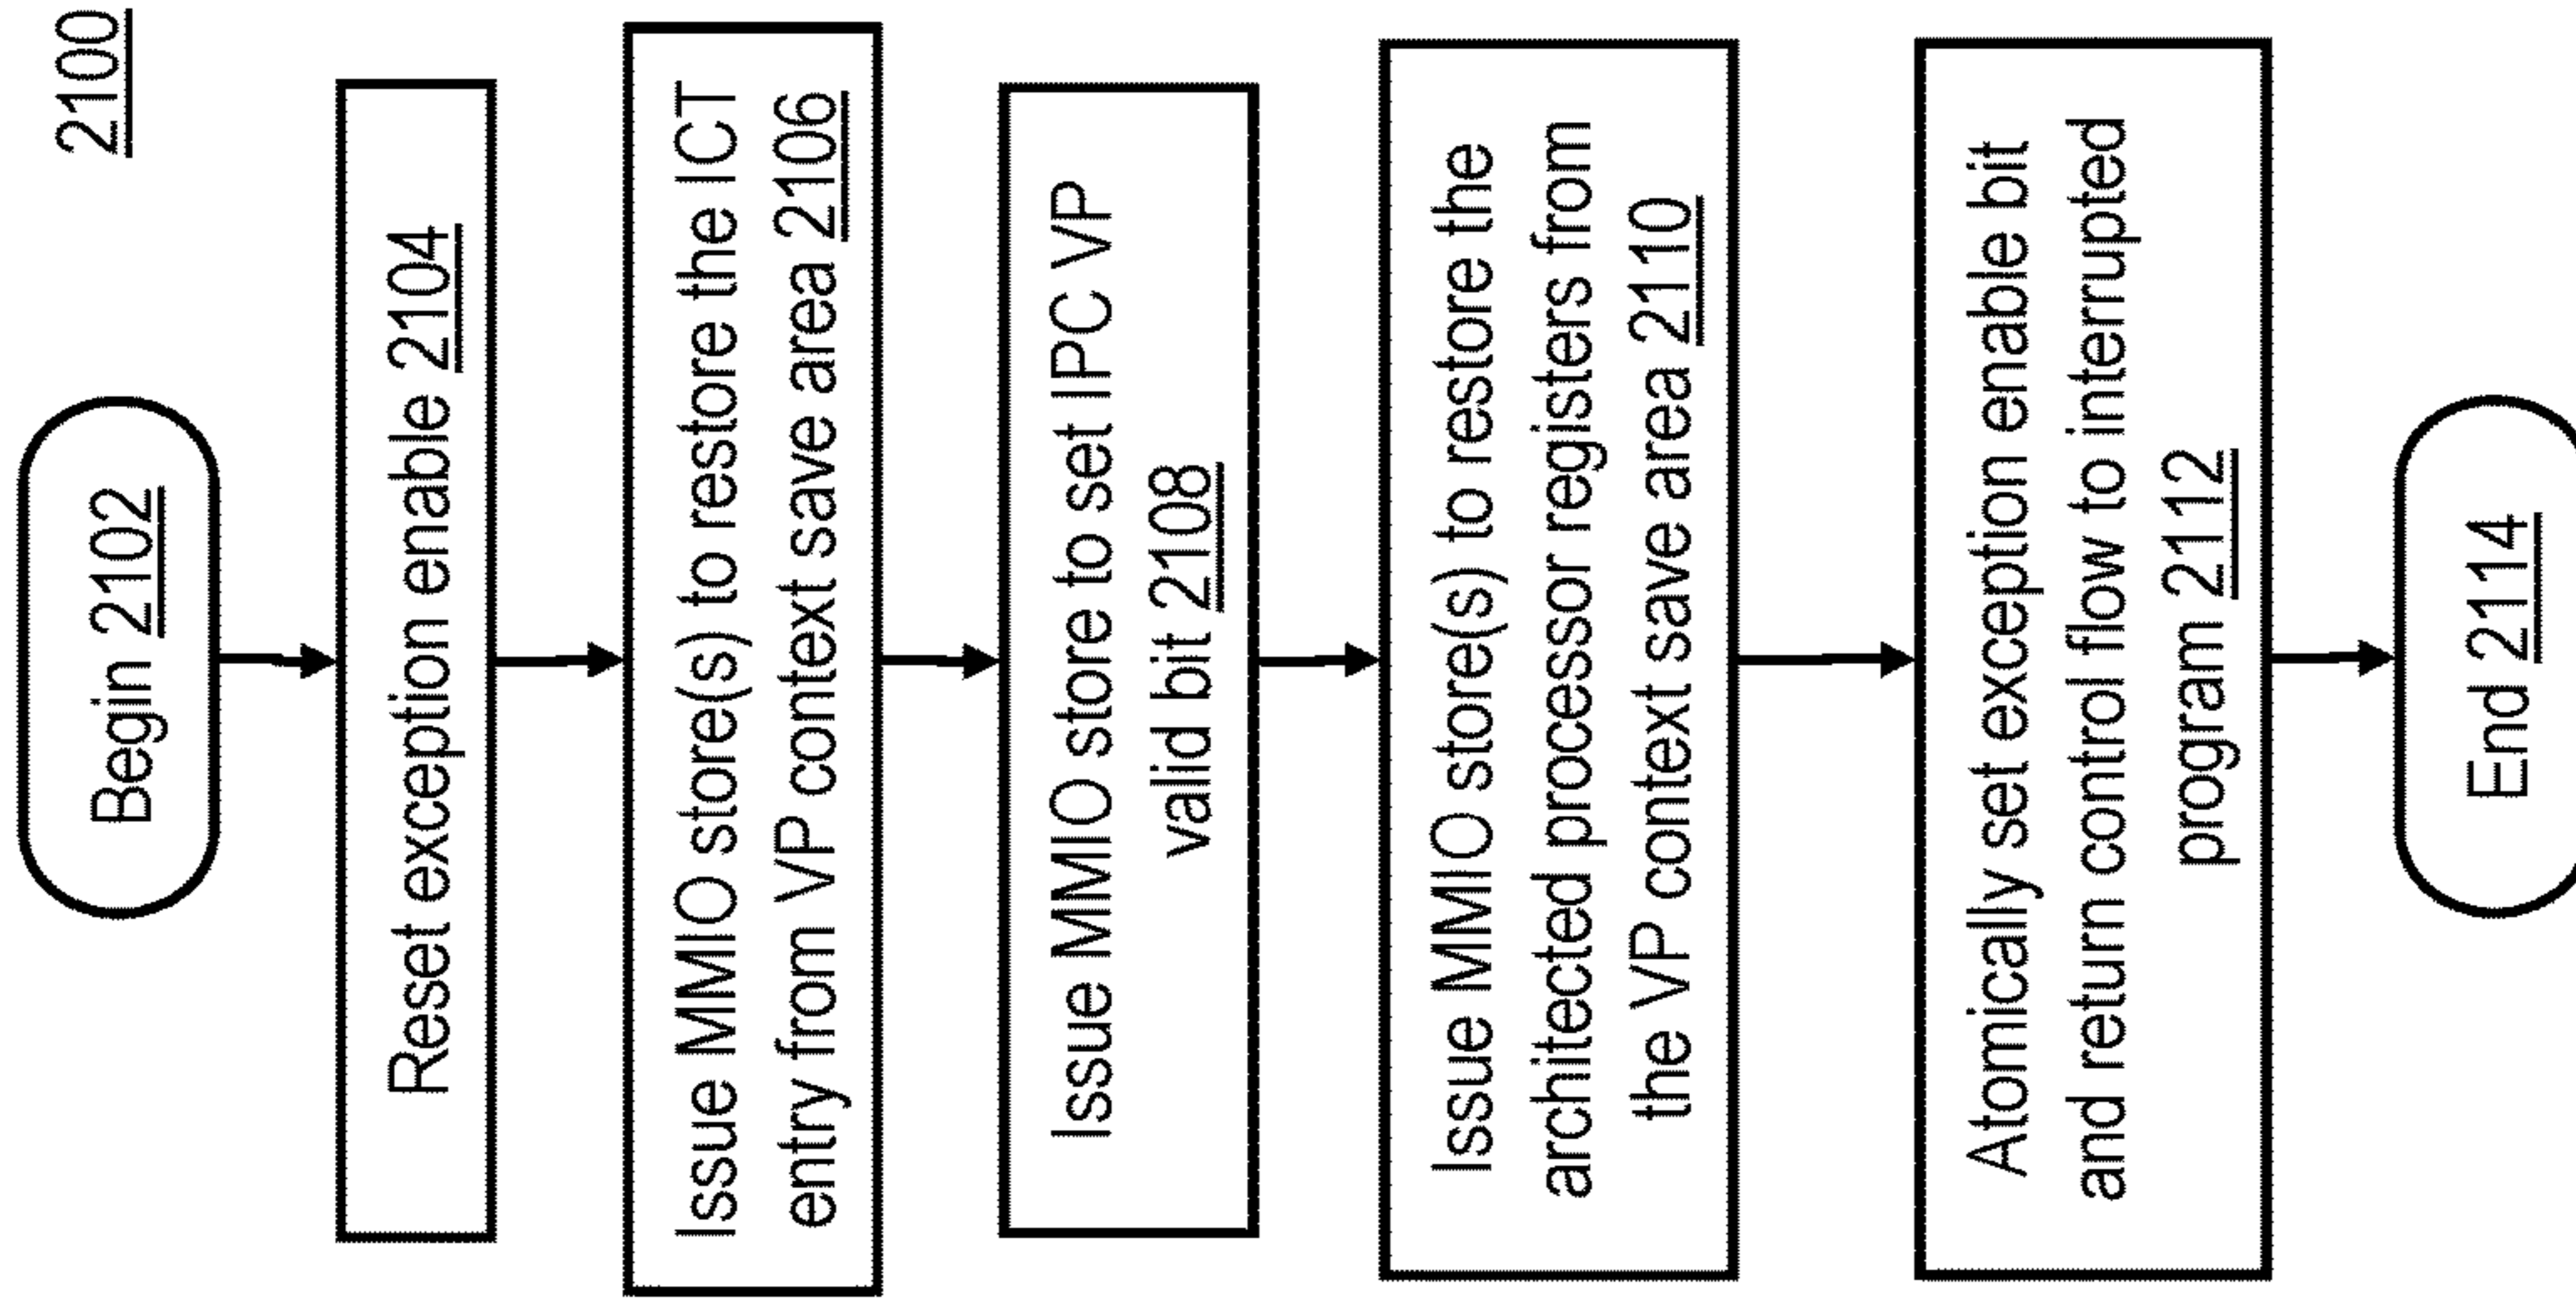 2100
Begin 2102
Reset exception enable 2104
Issue MMIO store(s) to restore the ICT
entry from VP context save area 2106
Issue MMIO store to set IPC VP
valid bit 2108
Issue MMIO store(s) to restore the
architected processor registers from
the VP context save area 2110
Atomically set exception enable bit
and return control flow to interrupted
program 2112
End 2114